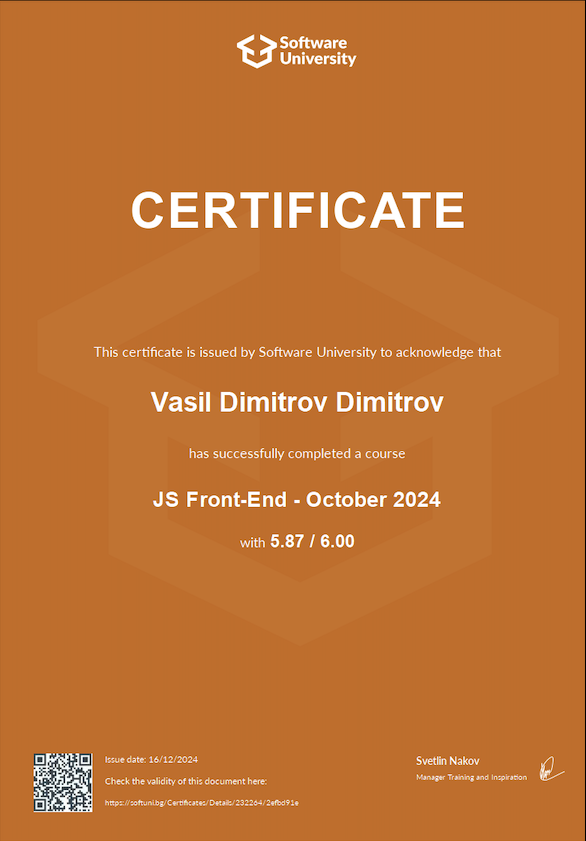 Software
University
CERTIFICATE
This certificate is issued by Software University to acknowledge that
Vasil Dimitrov Dimitrov
has successfully completed a course
JS Front-End - October 2024
with 5.87 / 6.00
Issue date: 16/12/2024
Check the validity of this document here:
https://softuni.bg/Certificates/Details/232264/2efbd91e
Svetlin Nakov
Manager Training and Inspiration